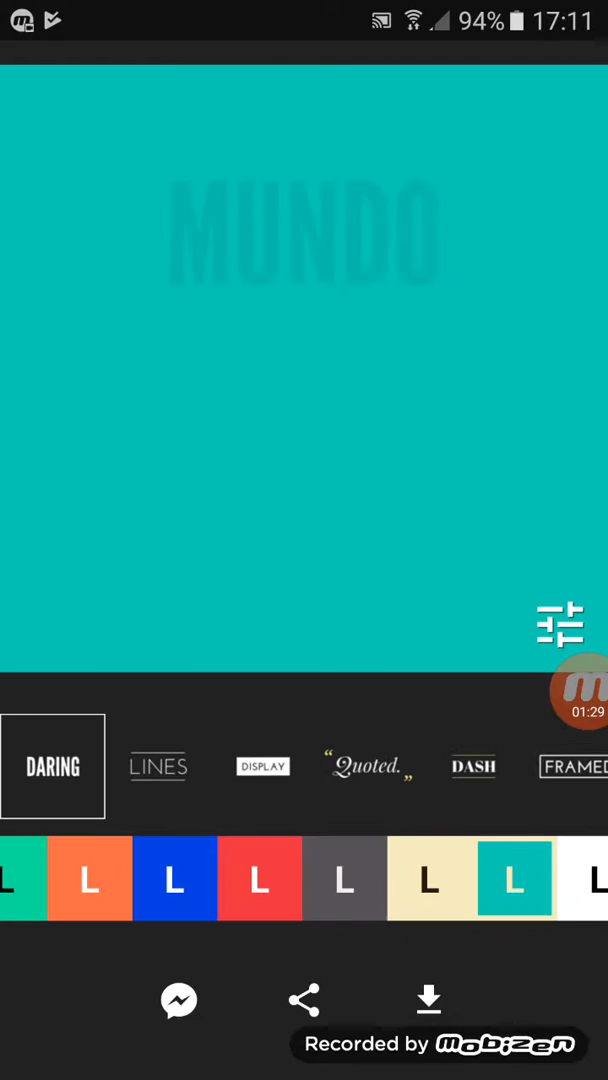 94% 17:11
MUNDO
01:29
DARING LINES DISPLAY “Quoted.„ DASH FRAMED
L L L L L L L L
Recorded by mobizen